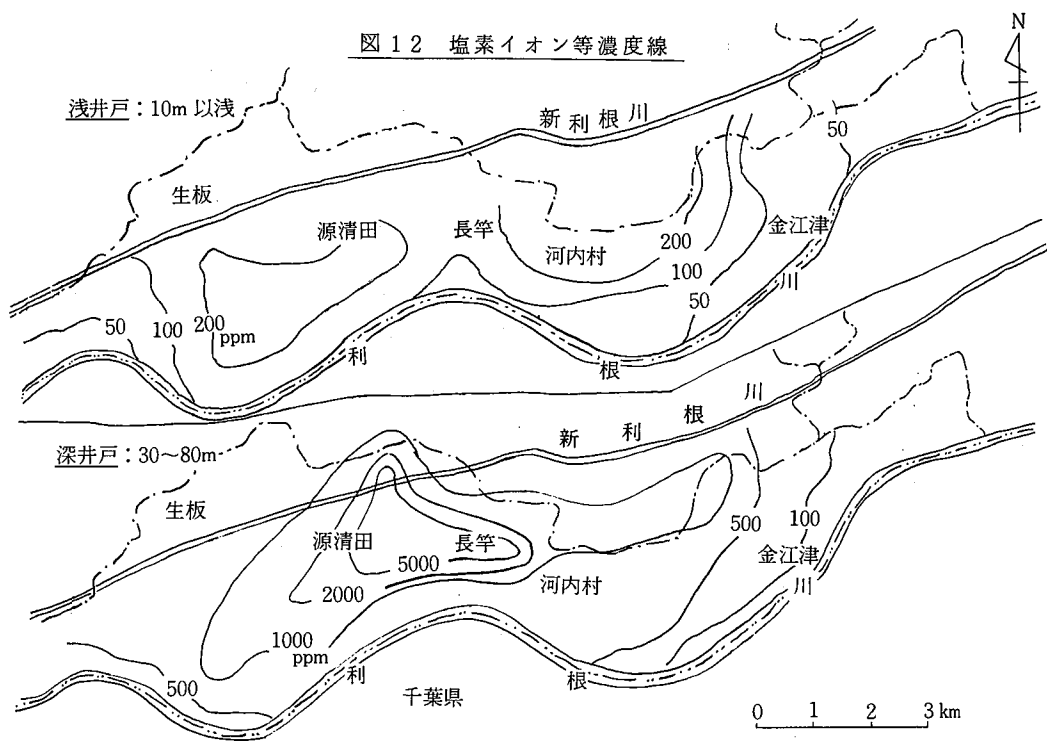 図12 塩素イオン等濃度線
N
浅井戸:10m以浅
新利根川
50
生板
源清田
長竿
河内村
金江津
200
100
50
50
100
200
ppm
利
根
川
深井戸:30~80m
新利根川
生板
源清田
長竿
5000
2000
河内村
500
100
金江津
1000
ppm
500
利
根
川
千葉県
0 1 2 3 km